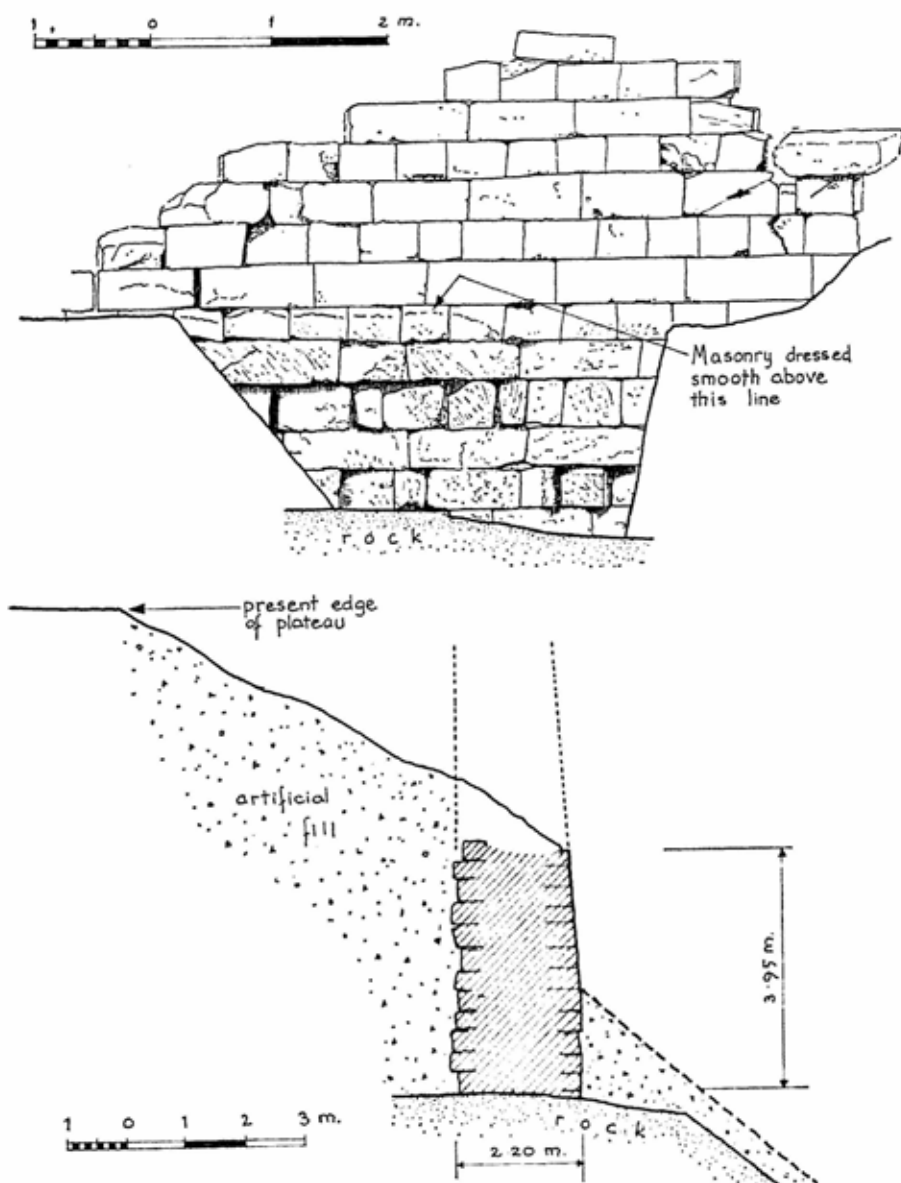 1 0 1 2 m.
Masonry dressed
smooth above
this line
rock
present edge
of plateau
artificial
fill
3·95 m.
1 0 1 2 3 m.
rock
2 20 m.